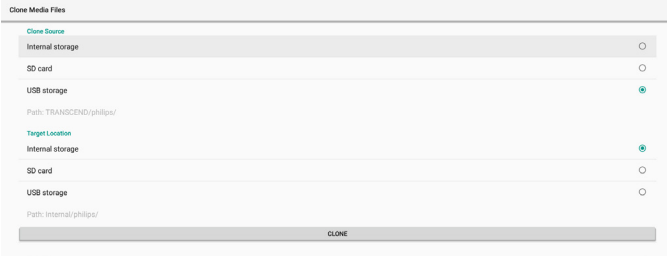 Clone Media Files
Clone Source
Internal storage
SD card
USB storage
Path: TRANSCEND/philips/
Target Location
Internal storage
SD card
USB storage
Path: Internal/philips/
CLONE